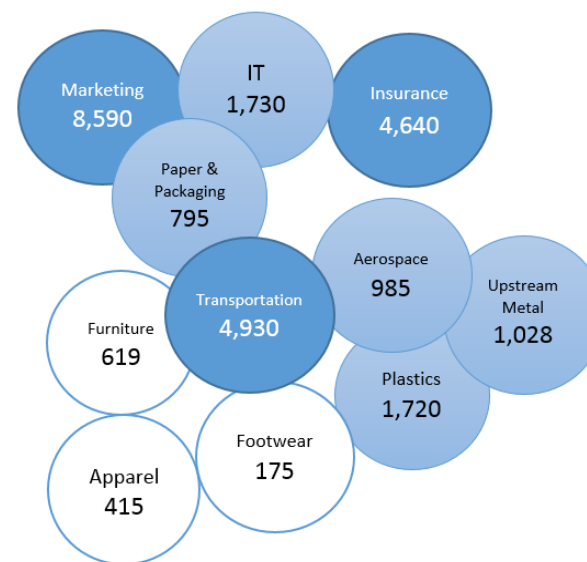 Marketing
8,590
IT
1,730
Insurance
4,640
Paper &
Packaging
795
Transportation
4,930
Aerospace
985
Upstream
Metal
1,028
Furniture
619
Plastics
1,720
Footwear
175
Apparel
415